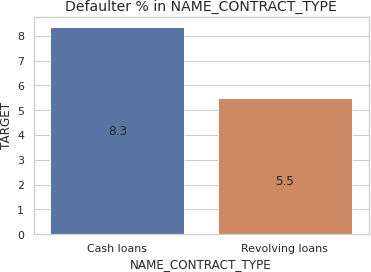 Defaulter % in NAME_CONTRACT_TYPE
8
7
6
5
4
3
2
1
0
TARGET
8.3
5.5
Cash loans
Revolving loans
NAME_CONTRACT_TYPE